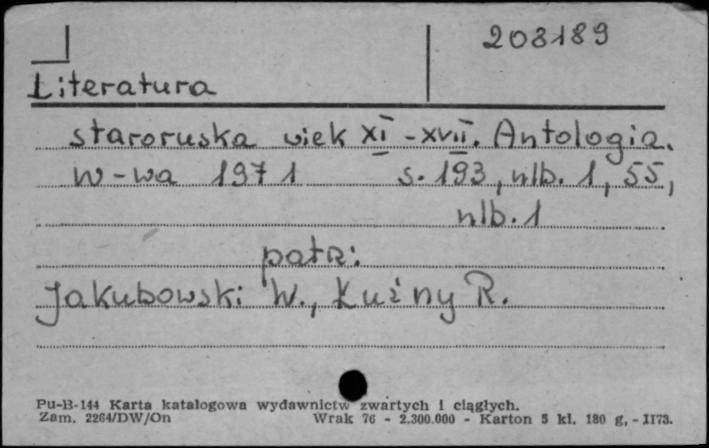 208189
Literatura
staroruska wiek XI-XVII. Antologia.
W-wa 1971 s. 193, nlb. 1, 55,
nlb. 1
patrz:
Jakubowski W., Łużny R.
Pu-B-144 Karta katalogowa wydawnictw zwartych i ciągłych.
Zam. 2264/DW/On Wrak 76 - 2.300.000 - Karton 5 kl. 180 g, - II73.